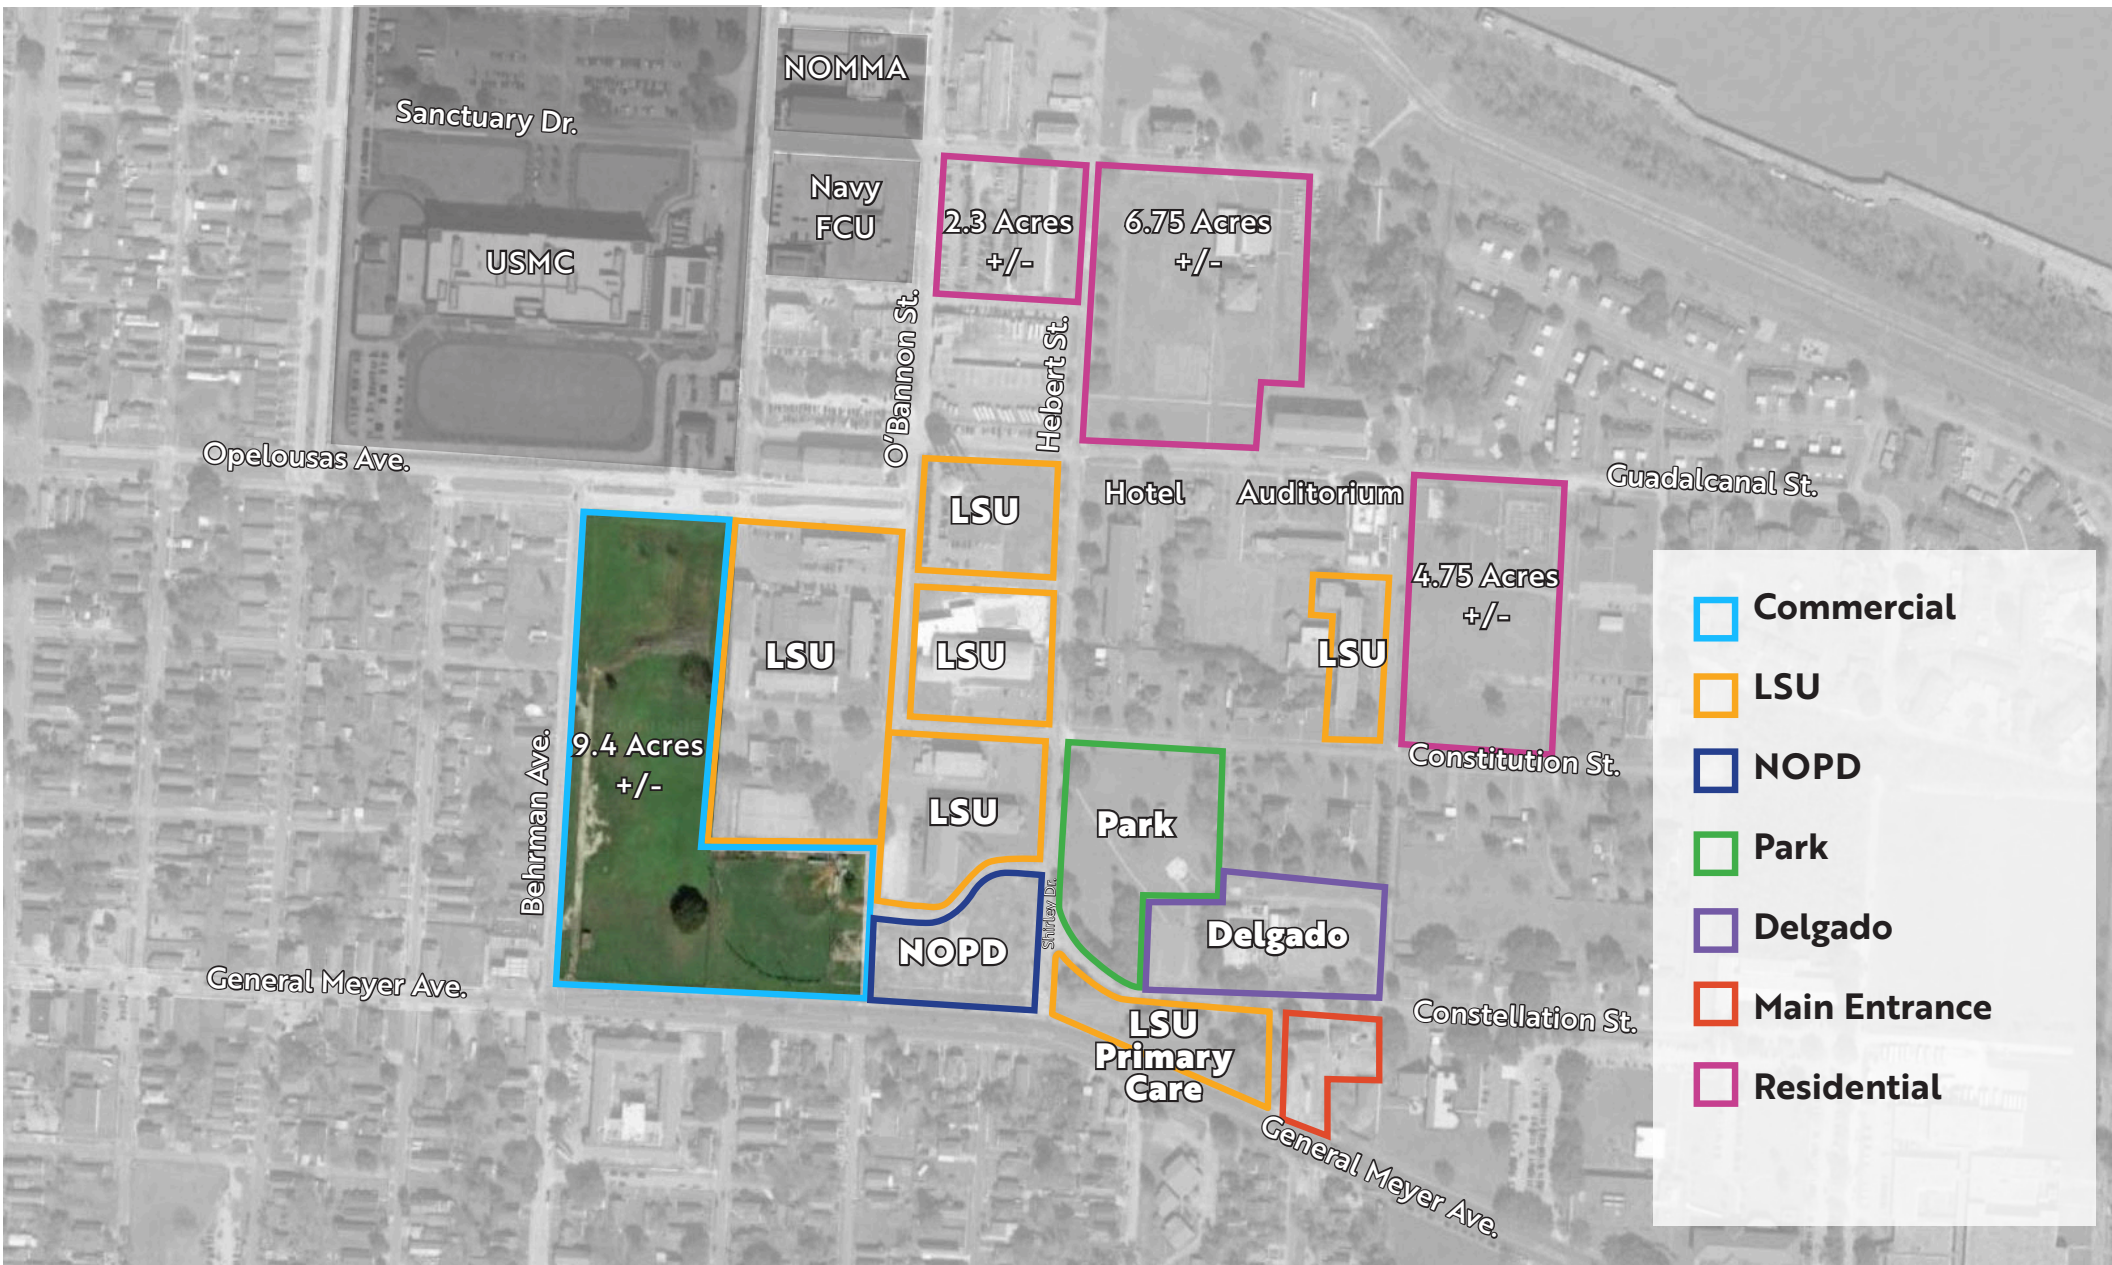 NOMMA
Sanctuary Dr.
Navy
FCU
2.3 Acres
+/-
6.75 Acres
+/-
USMC
O'Bannon St.
Hebert St.
Opelousas Ave.
Guadalcanal St.
LSU
Hotel
Auditorium
4.75 Acres
+/-
LSU
LSU
LSU
9.4 Acres
+/-
Behrman Ave.
Constitution St.
LSU
Park
Shirley Dr.
Delgado
NOPD
General Meyer Ave.
Constellation St.
LSU
Primary
Care
General Meyer Ave.
Commercial
LSU
NOPD
Park
Delgado
Main Entrance
Residential